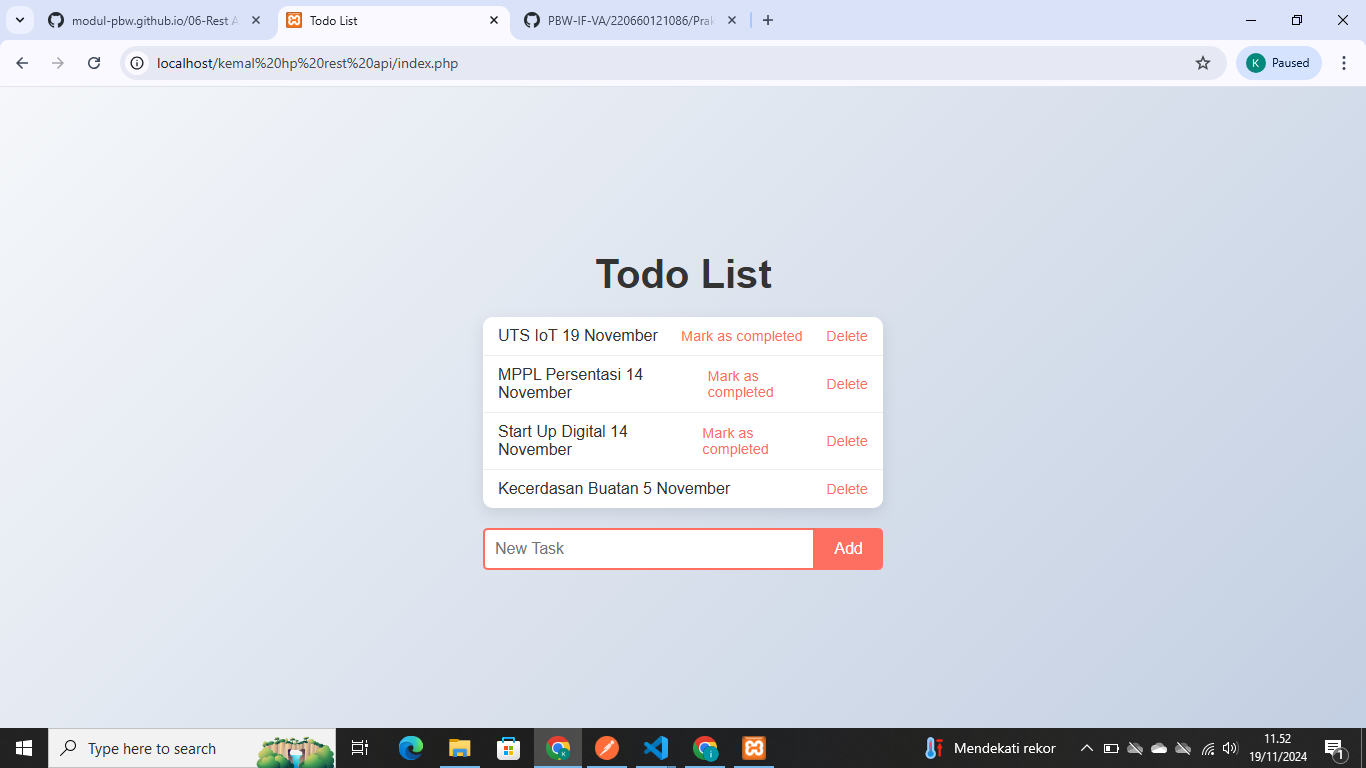 modul-pbw.github.io/06-Rest A
Todo List
PBW-IF-VA/220660121086/Prak
localhost/kemal%20hp%20rest%20api/index.php
K
Paused
Todo List
UTS IoT 19 November
Mark as completed
Delete
MPPL Persentasi 14
November
Mark as
completed
Delete
Start Up Digital 14
November
Mark as
completed
Delete
Kecerdasan Buatan 5 November
Delete
New Task
Add
Type here to search
Mendekati rekor
11.52
19/11/2024
1